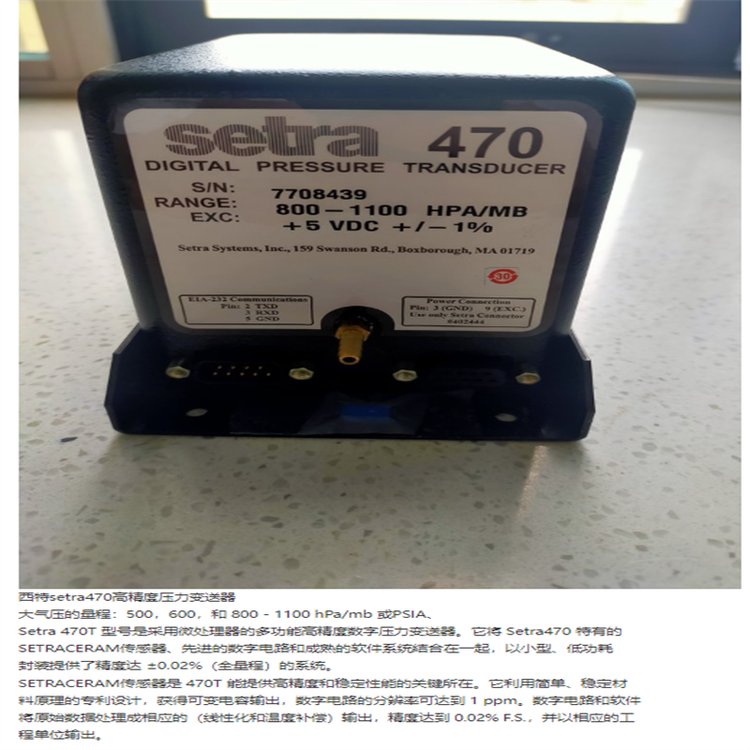 setra 470
DIGITAL PRESSURE TRANSDUCER
S/N: 7708439
RANGE: 800 – 1100 HPA/MB
EXC: +5 VDC +/–1%
Setra Systems, Inc., 159 Swanson Rd., Boxborough, MA 01719
30
EIA-232 Communications
Pin: 2 TXD
3 RXD
5 GND
Power Connection
Pin: 3 (GND) 9 (EXC.)
Use only Setra Connector
#402444
西特setra470高精度压力变送器
大气压的量程：500，600，和 800 - 1100 hPa/mb 或PSIA、
Setra 470T 型号是采用微处理器的多功能高精度数字压力变送器。它将 Setra470 特有的
SETRACERAM传感器、先进的数字电路和成熟的软件系统结合在一起，以小型、低功耗
封装提供了精度达 ±0.02%（全量程）的系统。
SETRACERAM传感器是 470T 能提供高精度和稳定性能的关键所在。它利用简单、稳定材
料原理的专利设计，获得可变电容输出，数字电路的分辨率可达到 1 ppm。数字电路和软件
将原始数据处理成相应的（线性化和温度补偿）输出，精度达到 0.02% F.S.，并以相应的工
程单位输出。